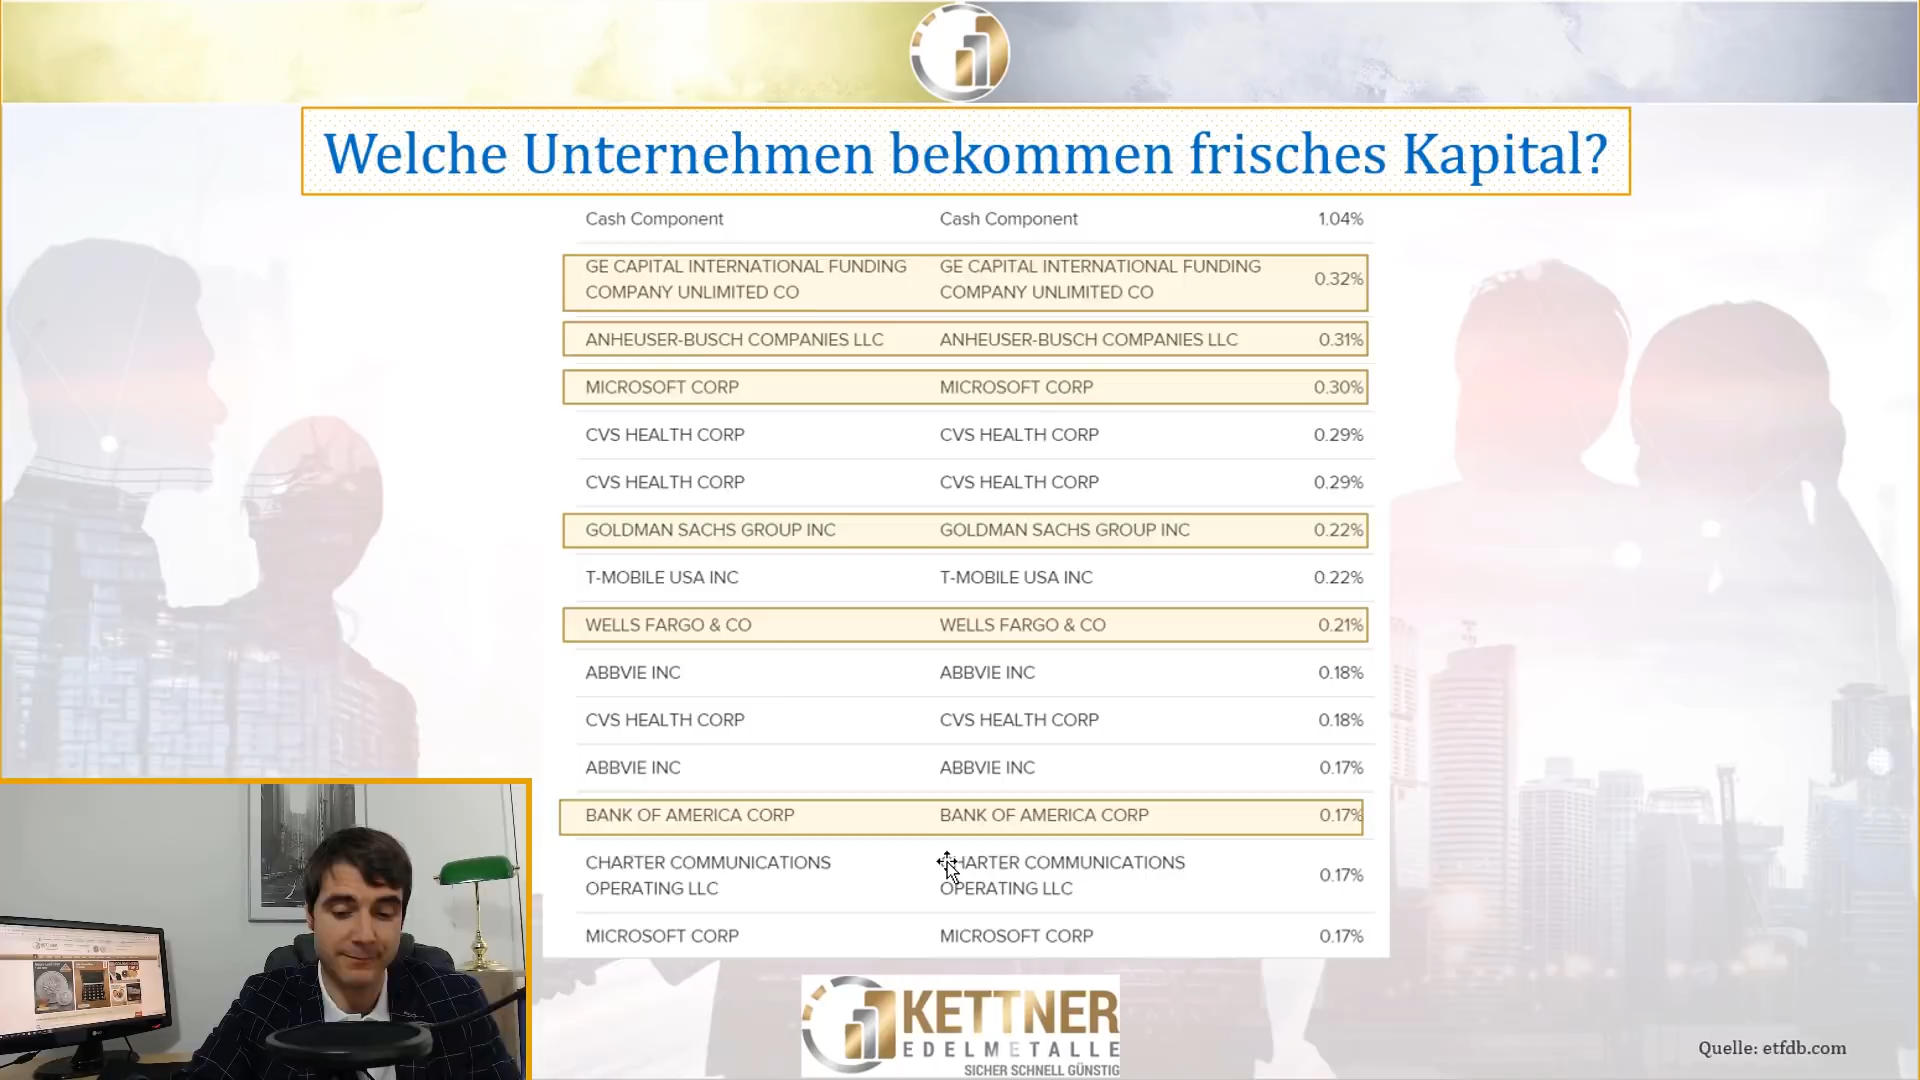 Welche Unternehmen bekommen frisches Kapital?
Cash Component Cash Component 1.04%
GE CAPITAL INTERNATIONAL FUNDING GE CAPITAL INTERNATIONAL FUNDING 0.32%
COMPANY UNLIMITED CO COMPANY UNLIMITED CO
ANHEUSER-BUSCH COMPANIES LLC ANHEUSER-BUSCH COMPANIES LLC 0.31%
MICROSOFT CORP MICROSOFT CORP 0.30%
CVS HEALTH CORP CVS HEALTH CORP 0.29%
CVS HEALTH CORP CVS HEALTH CORP 0.29%
GOLDMAN SACHS GROUP INC GOLDMAN SACHS GROUP INC 0.22%
T-MOBILE USA INC T-MOBILE USA INC 0.22%
WELLS FARGO & CO WELLS FARGO & CO 0.21%
ABBVIE INC ABBVIE INC 0.18%
CVS HEALTH CORP CVS HEALTH CORP 0.18%
ABBVIE INC ABBVIE INC 0.17%
BANK OF AMERICA CORP BANK OF AMERICA CORP 0.17%
CHARTER COMMUNICATIONS CHARTER COMMUNICATIONS 0.17%
OPERATING LLC OPERATING LLC
MICROSOFT CORP MICROSOFT CORP 0.17%
KETTNER
EDELMETALLE
SICHER SCHNELL GÜNSTIG
Quelle: etfdb.com